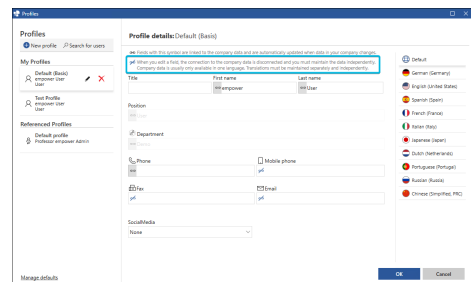 Profiles
Profiles
New profile
Search for users
My Profiles
Default (Basic)
empower User
User
Test Profile
empower User
User
Referenced Profiles
Default profile
Professor empower Admin
Manage defaults
Profile details: Default (Basic)
Fields with this symbol are linked to the company data and are automatically updated when data in your company changes.
When you edit a field, the connection to the company data is disconnected and you must maintain the data independently.
Company data is usually only available in one language. Translations must be maintained separately and independently.
Title
First name
Last name
empower
User
Position
User
Department
Phone
Mobile phone
Fax
Email
SocialMedia
None
Default
German (Germany)
English (United States)
Spanish (Spain)
French (France)
Italian (Italy)
Japanese (Japan)
Dutch (Netherlands)
Portuguese (Portugal)
Russian (Russia)
Chinese (Simplified, PRC)
OK
Cancel